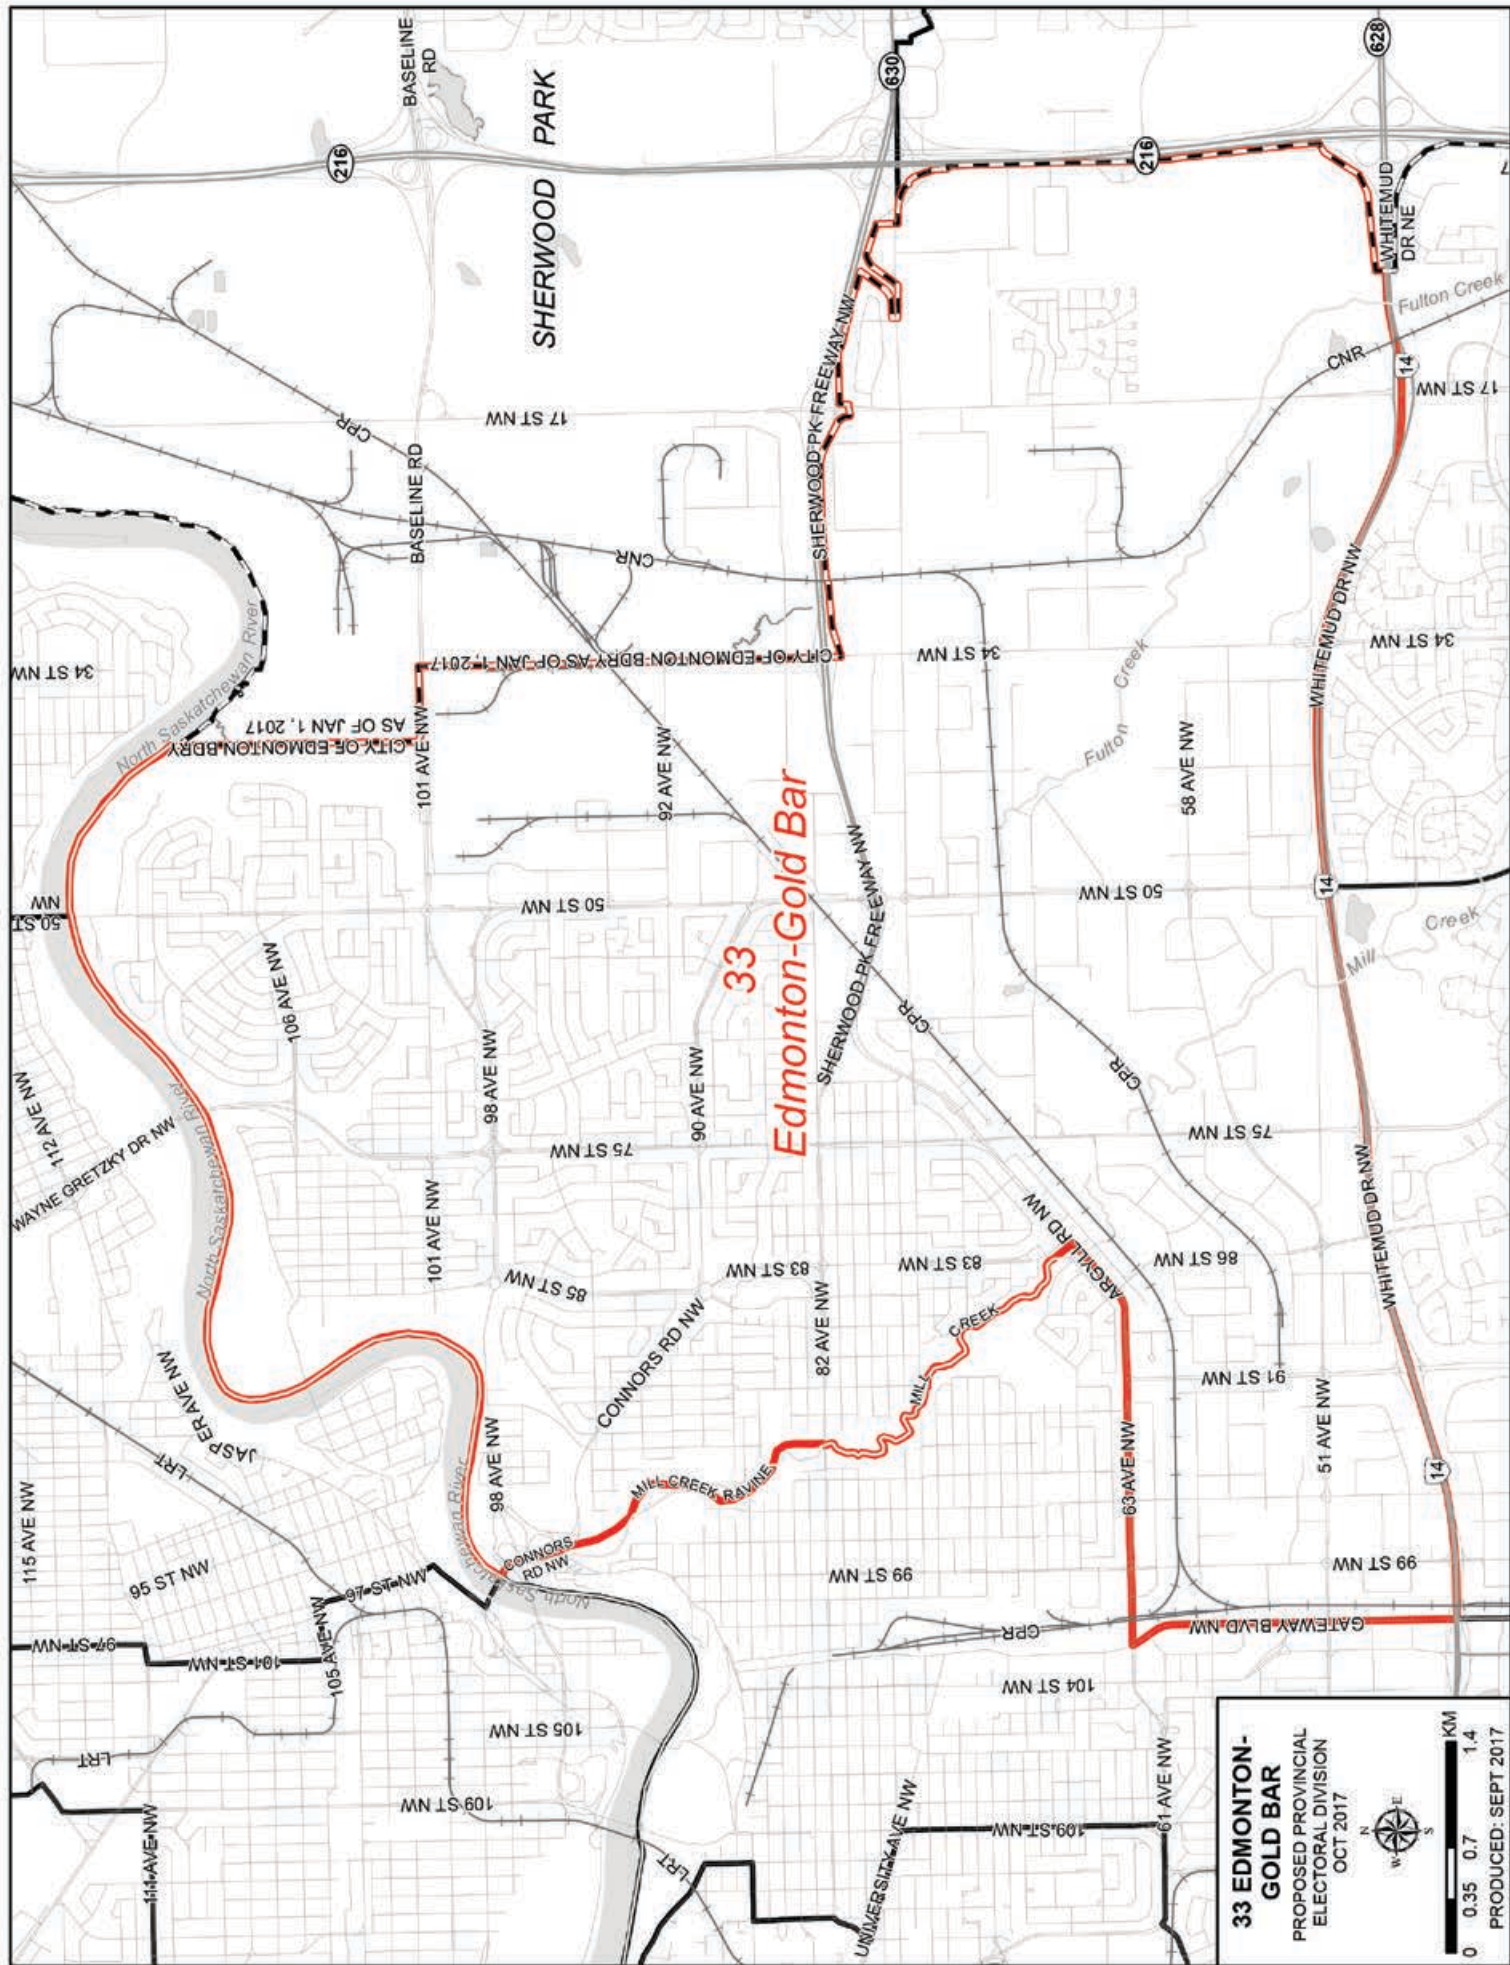 BASELINE
RD
SHERWOOD PARK
630
628
216
216
CPR
17 ST NW
BASELINE RD
CNR
SHERWOOD PK FREEWAY NW
WHITEMUD
DR NE
Fulton Creek
CNR
14
17 ST NW
34 ST NW
North Saskatchewan River
CITY OF EDMONTON BDRY
AS OF JAN 1, 2017
101 AVE NW
CITY OF EDMONTON BDRY AS OF JAN 1, 2017
34 ST NW
Fulton
Creek
WHITEMUD DR NW
34 ST NW
92 AVE NW
58 AVE NW
50 ST
NW
50 ST NW
33
Edmonton-Gold Bar
SHERWOOD PK FREEWAY NW
50 ST NW
14
Mill
Creek
106 AVE NW
98 AVE NW
90 AVE NW
CPR
CPR
112 AVE NW
WAYNE GRETZKY DR NW
North Saskatchewan River
North Saskatchewan River
75 ST NW
75 ST NW
101 AVE NW
85 ST NW
83 ST NW
83 ST NW
86 ST NW
ARGYLL RD NW
WHITEMUD DR NW
CONNORS RD NW
82 AVE NW
MILL
CREEK
91 ST NW
JASPER AVE NW
LRT
115 AVE NW
95 ST NW
98 AVE NW
North Saskatchewan River
MILL CREEK RAVINE
63 AVE NW
51 AVE NW
14
CONNORS
RD NW
North Saskatchewan River
97 ST NW
99 ST NW
99 ST NW
97 ST NW
101 ST NW
105 AVE NW
CPR
GATEWAY BLVD NW
LRT
105 ST NW
104 ST NW
111 AVE NW
109 ST NW
LRT
UNIVERSITY AVE NW
109 ST NW
61 AVE NW
33 EDMONTON-
GOLD BAR
PROPOSED PROVINCIAL
ELECTORAL DIVISION
OCT 2017
N
W
E
S
KM
0 0.35 0.7 1.4
PRODUCED: SEPT 2017